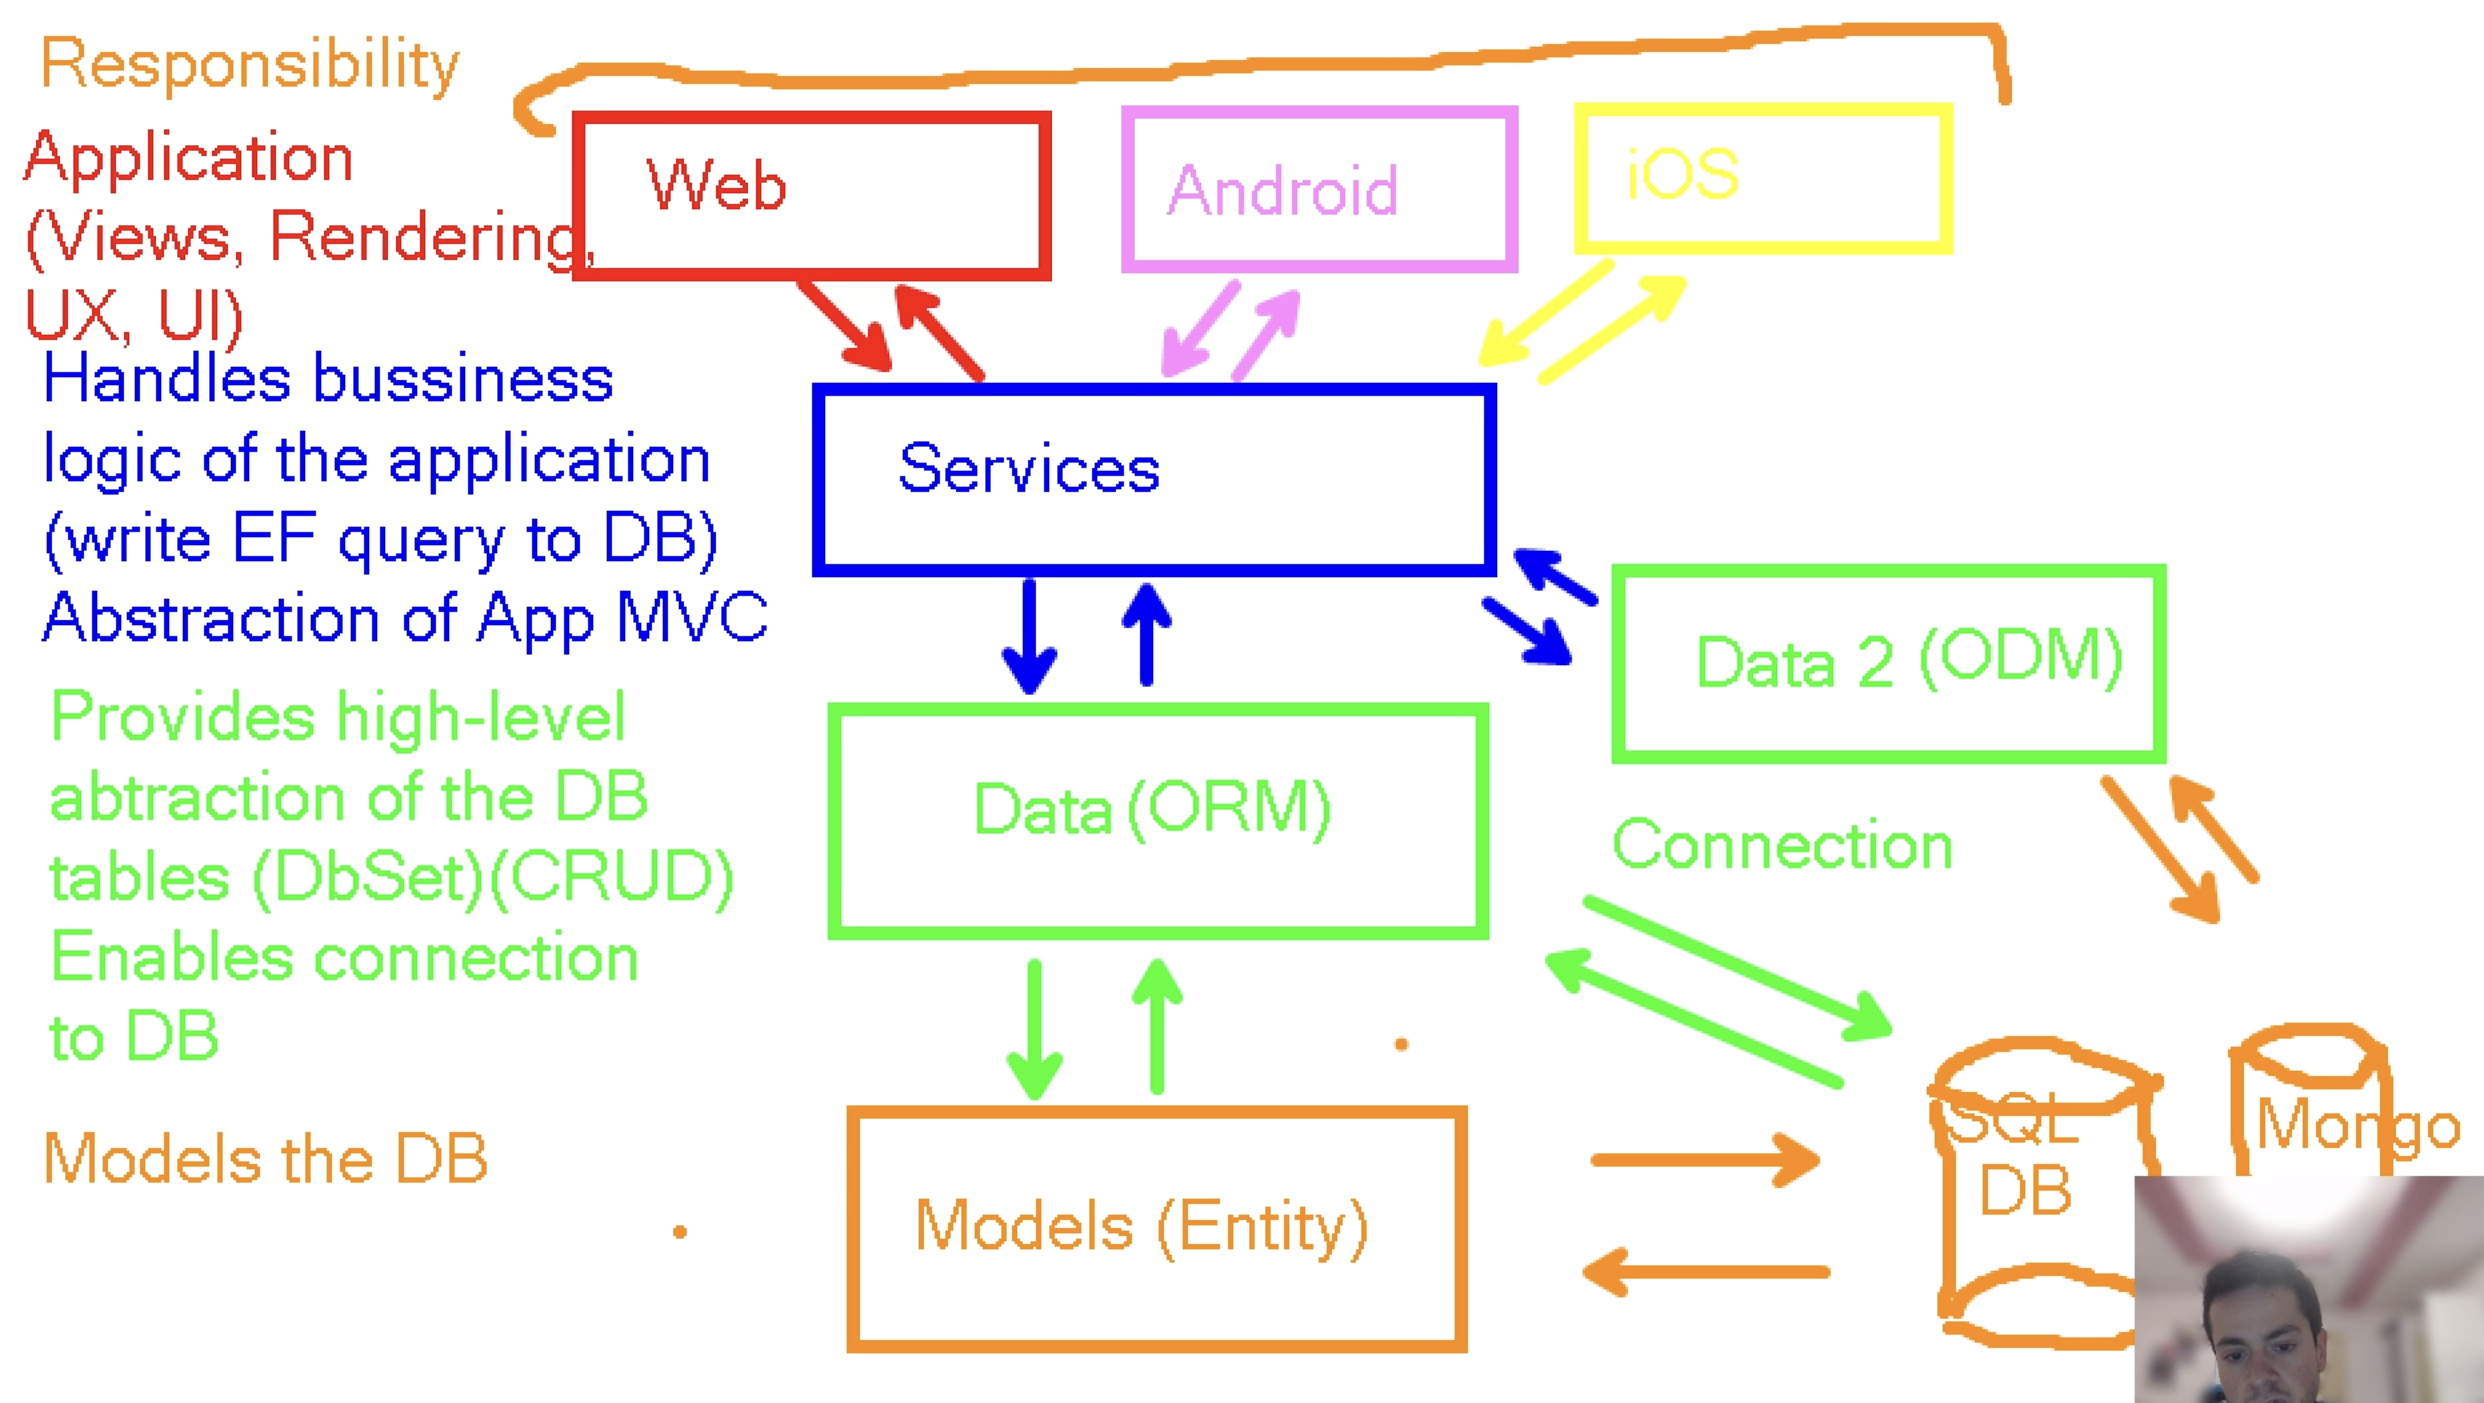 Responsibility
Application
(Views, Rendering,
UX, UI)
Handles bussiness
logic of the application
(write EF query to DB)
Abstraction of App MVC
Provides high-level
abtraction of the DB
tables (DbSet)(CRUD)
Enables connection
to DB
Models the DB
Web
Android
iOS
Services
Data 2 (ODM)
Data (ORM)
Connection
Models (Entity)
SQL
DB
Mongo